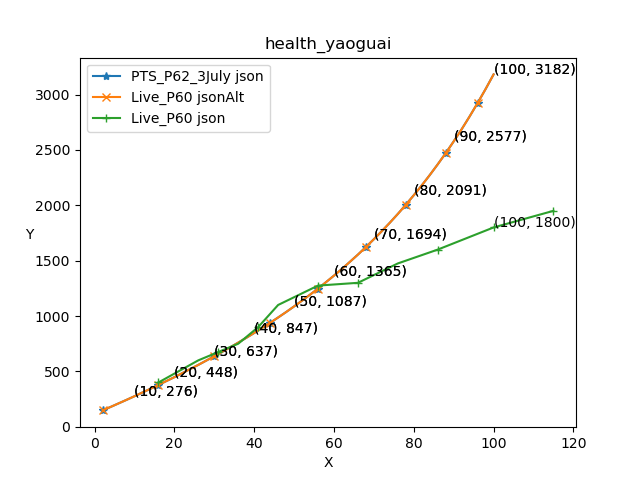 health_yaoguai
PTS_P62_3July json
Live_P60 jsonAlt
Live_P60 json
(100, 3182)
(90, 2577)
(80, 2091)
(70, 1694)
(100, 1800)
(60, 1365)
(50, 1087)
(40, 847)
(30, 637)
(20, 448)
(10, 276)
Y
3000
2500
2000
1500
1000
500
0
0 20 40 60 80 100 120
X